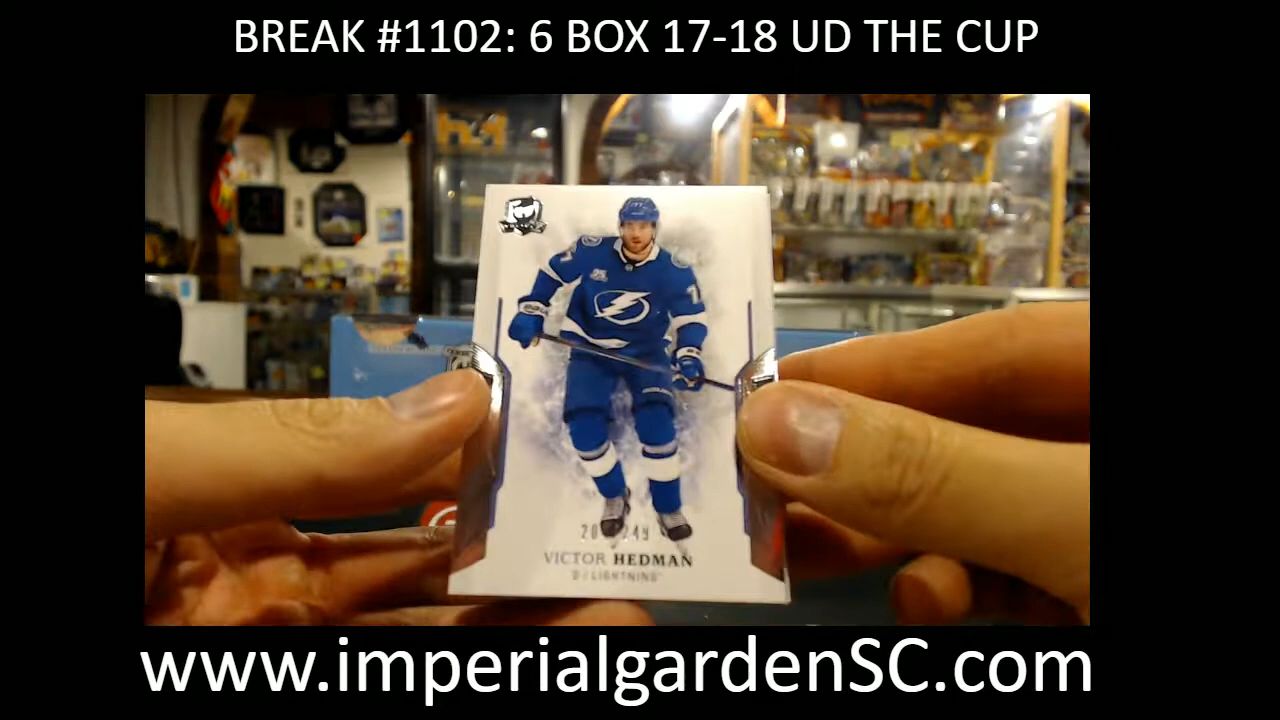 BREAK #1102: 6 BOX 17-18 UD THE CUP
VICTOR HEDMAN
D | LIGHTNING
www.imperialgardenSC.com